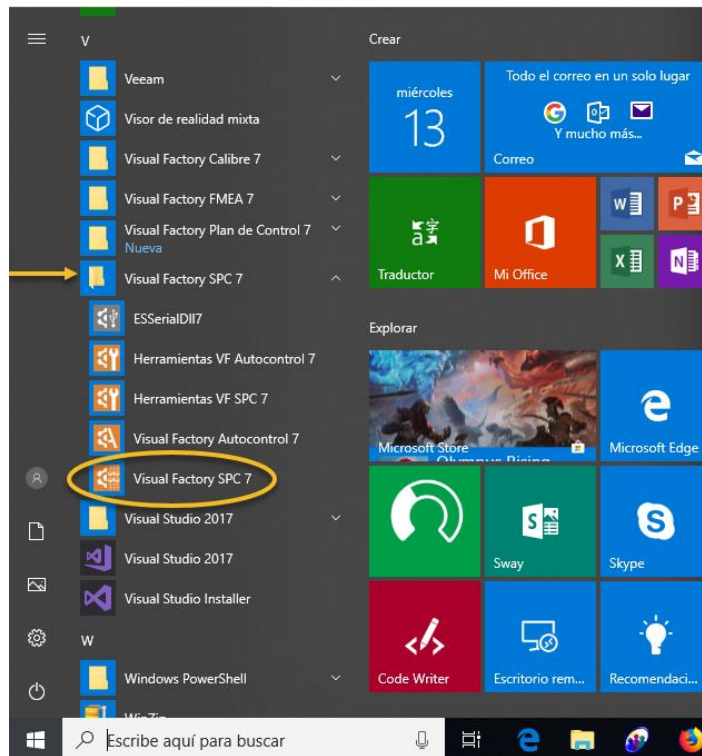 V
Veeam
Visor de realidad mixta
Visual Factory Calibre 7
Visual Factory FMEA 7
Visual Factory Plan de Control 7
Nueva
Visual Factory SPC 7
ESSerialDll7
Herramientas VF Autocontrol 7
Herramientas VF SPC 7
Visual Factory Autocontrol 7
Visual Factory SPC 7
Visual Studio 2017
Visual Studio 2017
Visual Studio Installer
W
Windows PowerShell
WinZip
Escribe aquí para buscar
Crear
miércoles
13
Todo el correo en un solo lugar
Y mucho más...
Correo
Traductor
Mi Office
Explorar
Microsoft Store
Olympus Rising
Microsoft Edge
Sway
Skype
Code Writer
Escritorio rem...
Recomendaci...